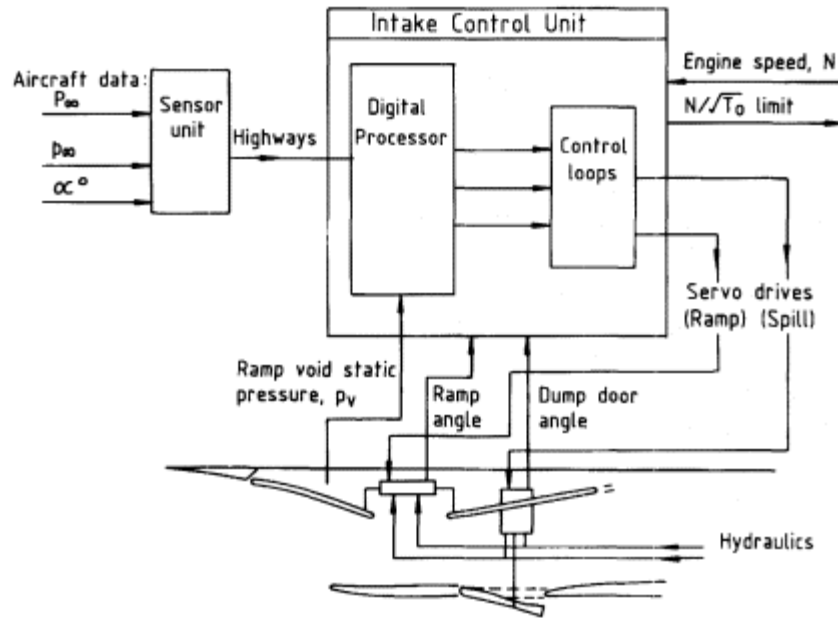 Intake Control Unit
Aircraft data:
P∞
p∞
α°
Sensor
unit
Highways
Digital
Processor
Control
loops
Engine speed, N
N/√T₀ limit
Servo drives
(Ramp) (Spill)
Ramp void static
pressure, pᵥ
Ramp
angle
Dump door
angle
Hydraulics